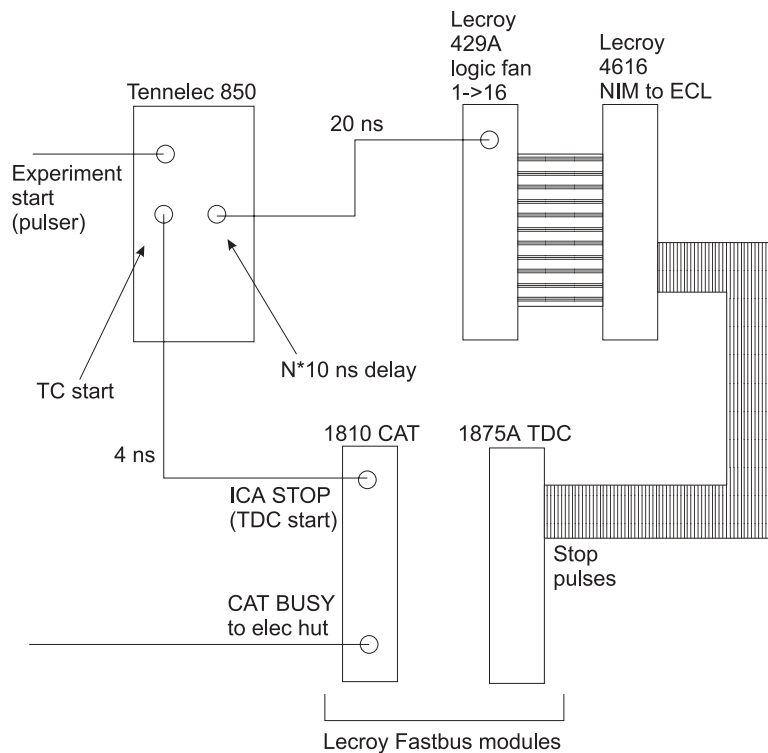 Lecroy
429A
logic fan
1->16
Lecroy
4616
NIM to ECL
Tennelec 850
20 ns
Experiment
start
(pulser)
TC start
N*10 ns delay
4 ns
1810 CAT
1875A TDC
ICA STOP
(TDC start)
Stop
pulses
CAT BUSY
to elec hut
Lecroy Fastbus modules